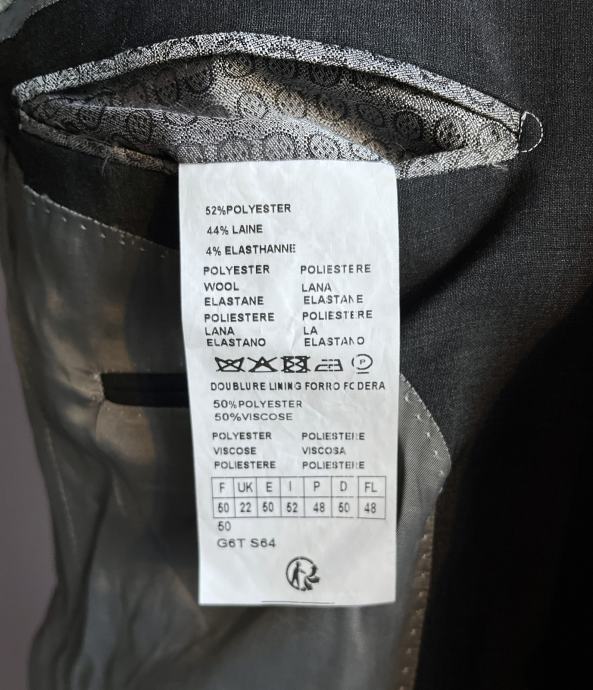 52%POLYESTER
44% LAINE
4% ELASTHANNE
POLYESTER POLIESTERE
WOOL LANA
ELASTANE ELASTANE
POLIESTERE POLIESTERE
LANA LA
ELASTANO ELASTANO
P
DOUBLURE LINING FORRO FODERA
50%POLYESTER
50%VISCOSE
POLYESTER POLIESTERE
VISCOSE VISCOSA
POLIESTERE POLIESTERE
F UK E I P D FL
50 22 50 52 48 50 48
50
G6T S64